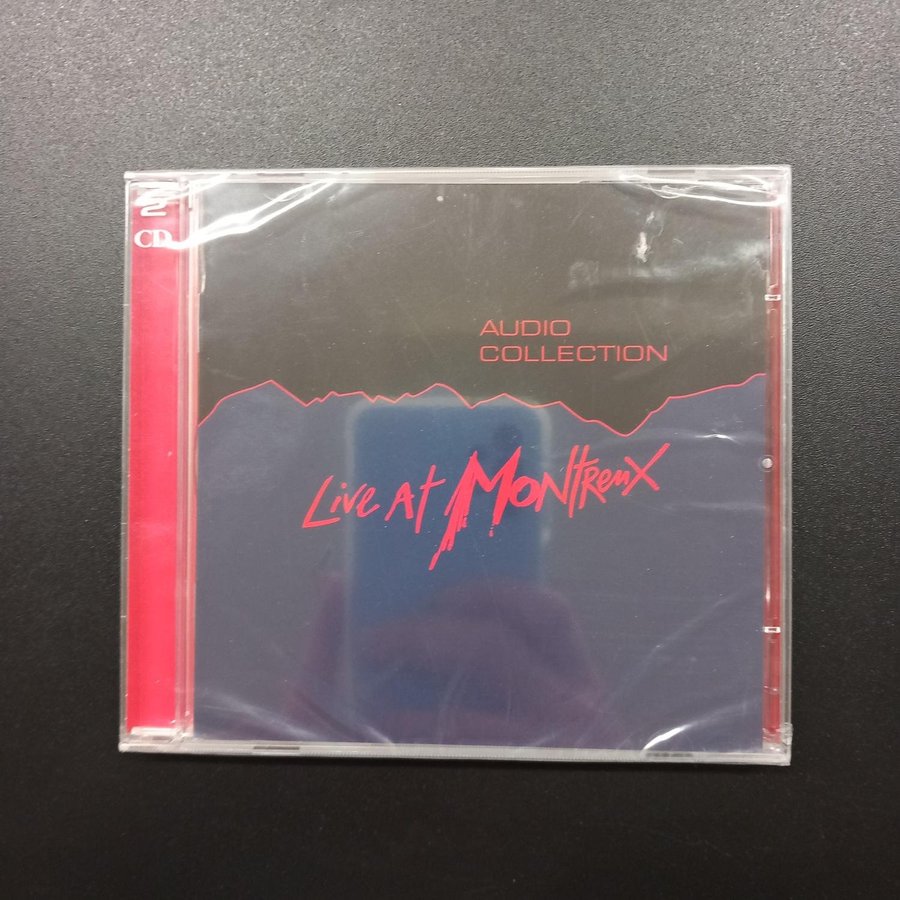 2
CD
AUDIO
COLLECTION
Live At Montreux